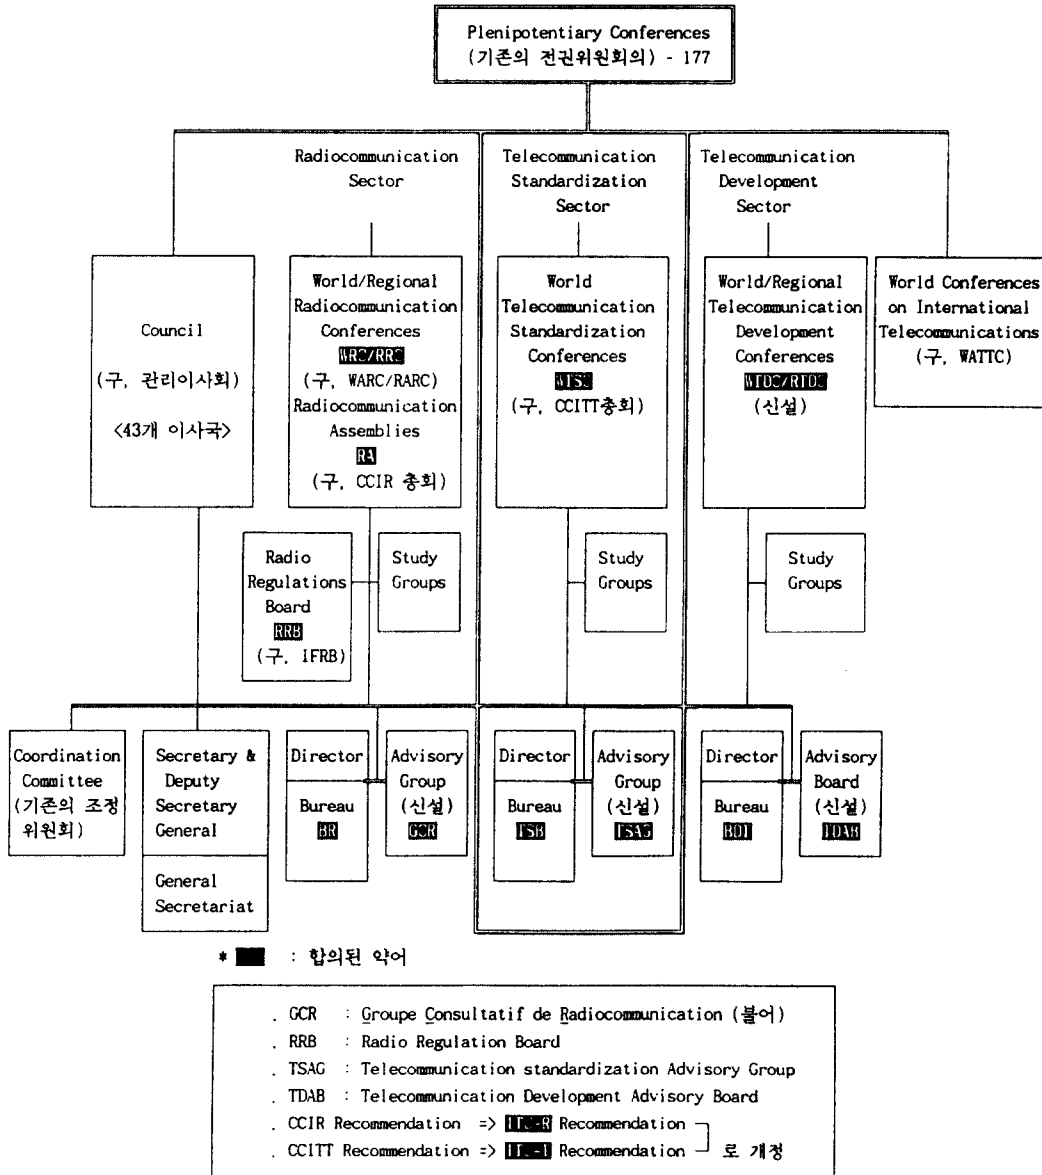 Plenipotentiary Conferences
(기존의 전권위원회의) - 177
Radiocommunication
Sector
Telecommunication
Standardization
Sector
Telecommunication
Development
Sector
Council
(구, 관리이사회)
<43개 이사국>
World/Regional
Radiocommunication
Conferences
WRC/RRC
(구, WARC/RARC)
Radiocommunication
Assemblies
RA
(구, CCIR 총회)
World
Telecommunication
Standardization
Conferences
WTSC
(구, CCITT총회)
World/Regional
Telecommunication
Development
Conferences
WTDC/RTDC
(신설)
World Conferences
on International
Telecommunications
(구, WATTC)
Radio
Regulations
Board
RRB
(구, IFRB)
Study
Groups
Study
Groups
Study
Groups
Coordination
Committee
(기존의 조정
위원회)
Secretary &
Deputy
Secretary
General
General
Secretariat
Director
Bureau
BR
Advisory
Group
(신설)
GCR
Director
Bureau
TSB
Advisory
Group
(신설)
TSAG
Director
Bureau
BDT
Advisory
Board
(신설)
TDAB
* : 합의된 약어
. GCR : Groupe Consultatif de Radiocommunication (불어)
. RRB : Radio Regulation Board
. TSAG : Telecommunication standardization Advisory Group
. TDAB : Telecommunication Development Advisory Board
. CCIR Recommendation => ITU-R Recommendation
. CCITT Recommendation => ITU-T Recommendation 로 개정